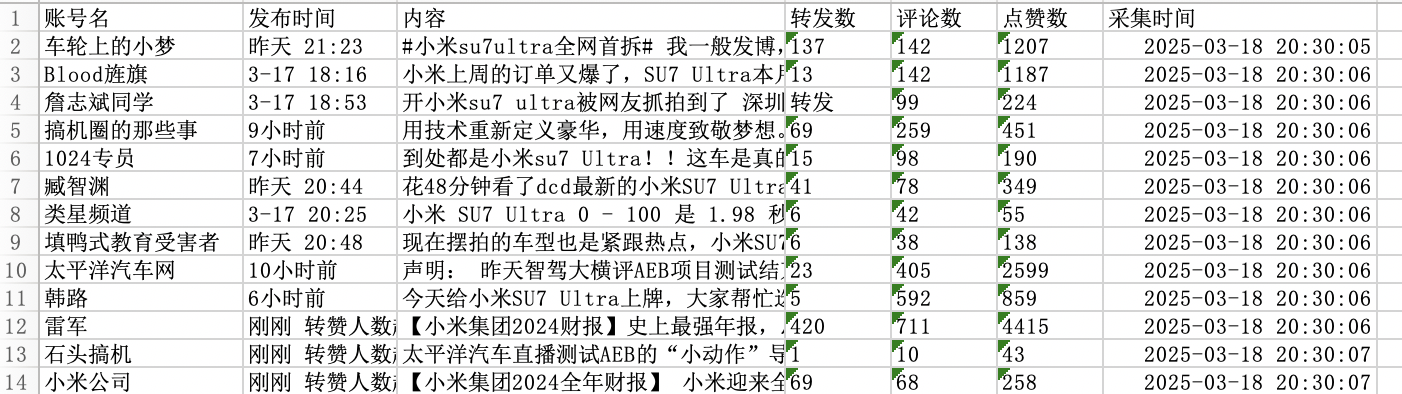 1 账号名 发布时间 内容 转发数 评论数 点赞数 采集时间
2 车轮上的小梦 昨天 21:23 #小米su7ultra全网首拆# 我一般发博, 137 142 1207 2025-03-18 20:30:05
3 Blood旌旗 3-17 18:16 小米上周的订单又爆了，SU7 Ultra本 13 142 1187 2025-03-18 20:30:06
4 詹志斌同学 3-17 18:53 开小米su7 ultra被网友抓拍到了 深圳 转发 99 224 2025-03-18 20:30:06
5 搞机圈的那些事 9小时前 用技术重新定义豪华，用速度致敬梦想。 69 259 451 2025-03-18 20:30:06
6 1024专员 7小时前 到处都是小米su7 Ultra！！这车是真的 15 98 190 2025-03-18 20:30:06
7 臧智渊 昨天 20:44 花48分钟看了dcd最新的小米SU7 Ultra 41 78 349 2025-03-18 20:30:06
8 类星频道 3-17 20:25 小米 SU7 Ultra 0 - 100 是 1.98 秒 6 42 55 2025-03-18 20:30:06
9 填鸭式教育受害者 昨天 20:48 现在摆拍的车型也是紧跟热点，小米SU7 6 38 138 2025-03-18 20:30:06
10 太平洋汽车网 10小时前 声明： 昨天智驾大横评AEB项目测试结 23 405 2599 2025-03-18 20:30:06
11 韩路 6小时前 今天给小米SU7 Ultra上牌，大家帮忙 5 592 859 2025-03-18 20:30:06
12 雷军 刚刚 转赞人数 【小米集团2024财报】史上最强年报， 420 711 4415 2025-03-18 20:30:06
13 石头搞机 刚刚 转赞人数 太平洋汽车直播测试AEB的“小动作”导 1 10 43 2025-03-18 20:30:07
14 小米公司 刚刚 转赞人数 【小米集团2024全年财报】 小米迎来全 69 68 258 2025-03-18 20:30:07